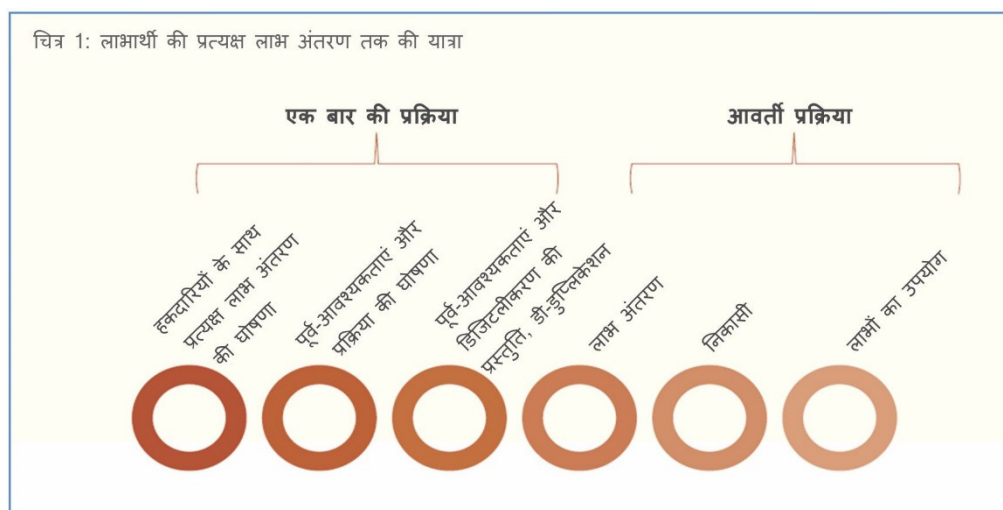 चित्र 1: लाभार्थी की प्रत्यक्ष लाभ अंतरण तक की यात्रा
एक बार की प्रक्रिया
आवर्ती प्रक्रिया
हकदारियों के साथ
प्रत्यक्ष लाभ अंतरण
की घोषणा
पूर्व-आवश्यकताएं और
प्रक्रिया की घोषणा
पूर्व-आवश्यकताएं और
डिजिटलीकरण की
प्रस्तुति, डी-डुप्लिकेशन
लाभ अंतरण
निकासी
लाभों का उपयोग